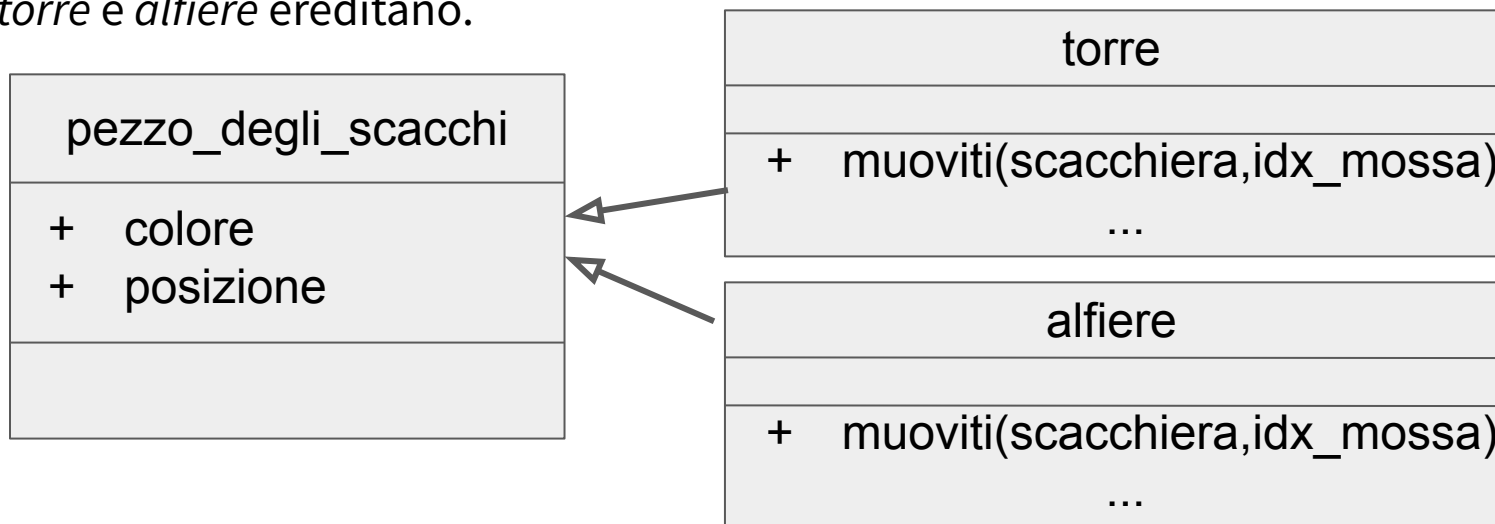 torre e alfiere ereditano.
pezzo_degli_scacchi
+ colore
+ posizione
torre
+ muoviti(scacchiera,idx_mossa)
...
alfiere
+ muoviti(scacchiera,idx_mossa)
...